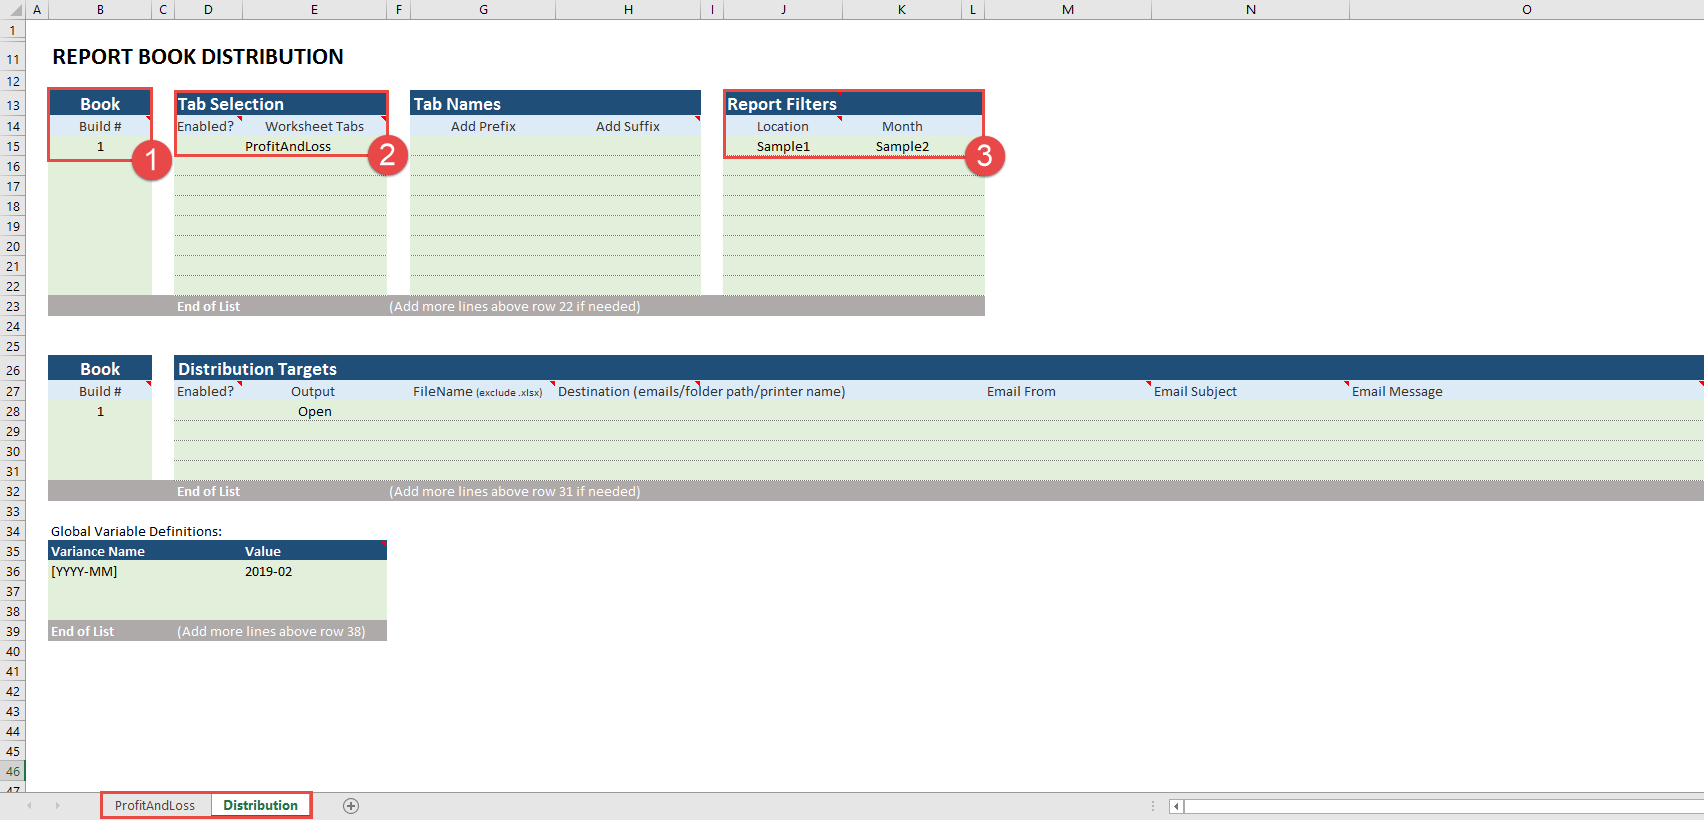 A B C D E F G H I J K L M N O
1
11 REPORT BOOK DISTRIBUTION
12
13 Book Tab Selection Tab Names Report Filters
14 Build # Enabled? Worksheet Tabs Add Prefix Add Suffix Location Month
15 1 ProfitAndLoss Sample1 Sample2
1 2 3
16
17
18
19
20
21
22
23 End of List (Add more lines above row 22 if needed)
24
25
26 Book Distribution Targets
27 Build # Enabled? Output FileName (exclude .xlsx) Destination (emails/folder path/printer name) Email From Email Subject Email Message
28 1 Open
29
30
31
32 End of List (Add more lines above row 31 if needed)
33
34 Global Variable Definitions:
35 Variance Name Value
36 [YYYY-MM] 2019-02
37
38
39 End of List (Add more lines above row 38)
40
41
42
43
44
45
46
47
ProfitAndLoss Distribution